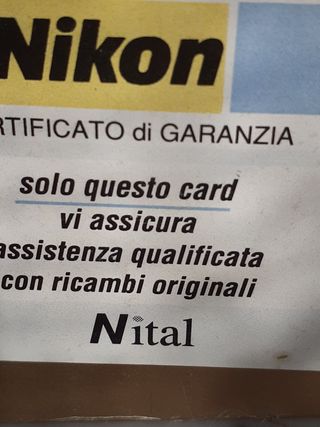 Nikon
RTIFICATO di GARANZIA
solo questo card
vi assicura
assistenza qualificata
con ricambi originali
Nital